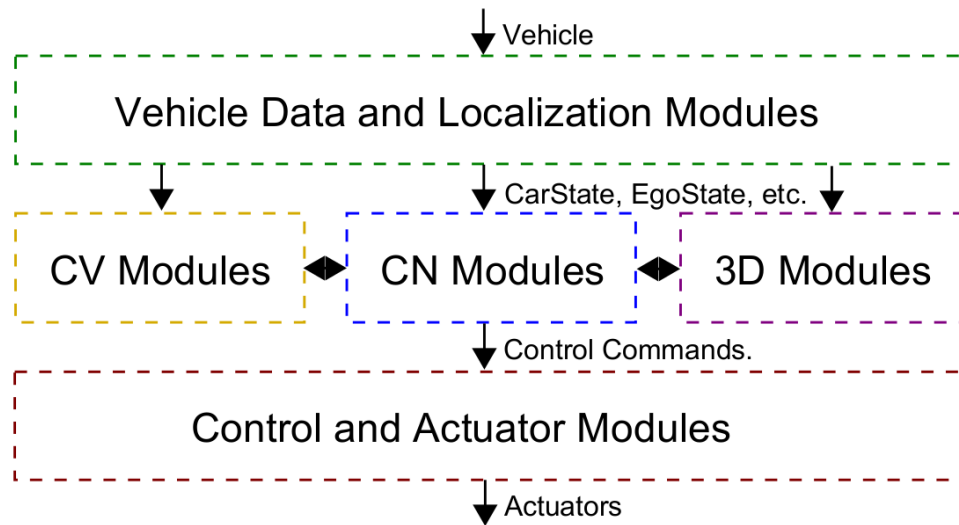 Vehicle
Vehicle Data and Localization Modules
CarState, EgoState, etc.
CV Modules
CN Modules
3D Modules
Control Commands.
Control and Actuator Modules
Actuators